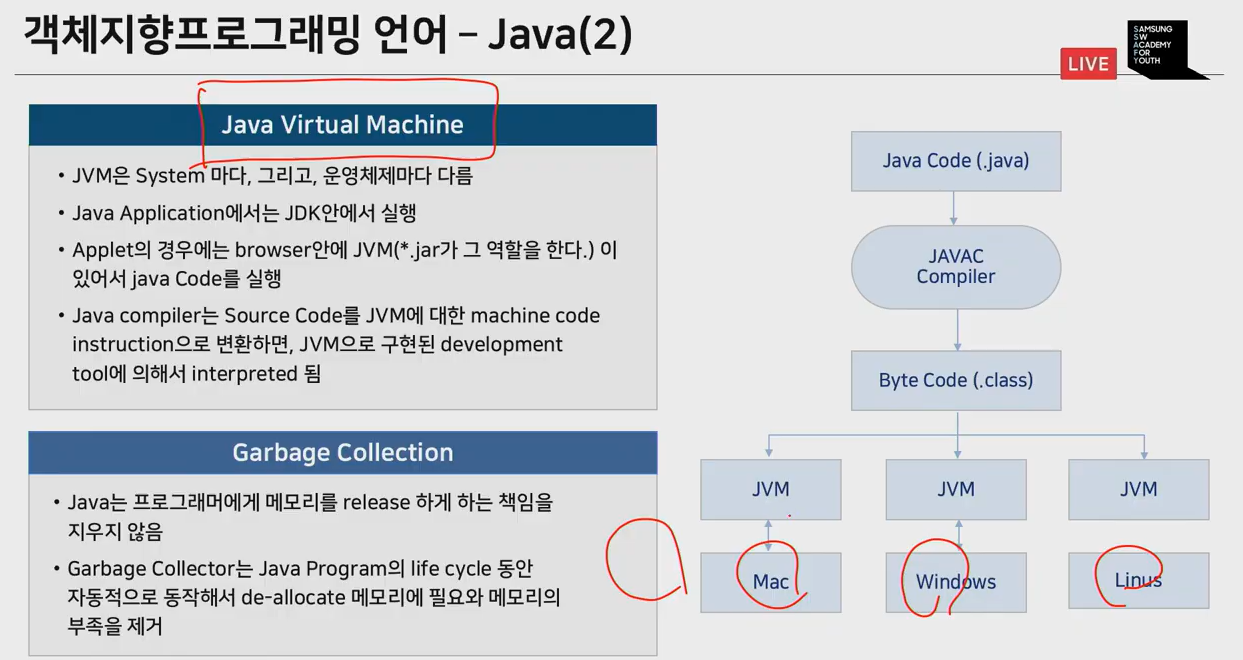 객체지향프로그래밍 언어 – Java(2)
LIVE
SAMSUNG
SW
ACADEMY
FOR
YOUTH
Java Virtual Machine
• JVM은 System 마다, 그리고, 운영체제마다 다름
• Java Application에서는 JDK안에서 실행
• Applet의 경우에는 browser안에 JVM(*.jar가 그 역할을 한다.) 이
있어서 java Code를 실행
• Java compiler는 Source Code를 JVM에 대한 machine code
instruction으로 변환하면, JVM으로 구현된 development
tool에 의해서 interpreted 됨
Garbage Collection
• Java는 프로그래머에게 메모리를 release 하게 하는 책임을
지우지 않음
• Garbage Collector는 Java Program의 life cycle 동안
자동적으로 동작해서 de-allocate 메모리에 필요와 메모리의
부족을 제거
Java Code (.java)
JAVAC
Compiler
Byte Code (.class)
JVM
JVM
JVM
Mac
Windows
Linus